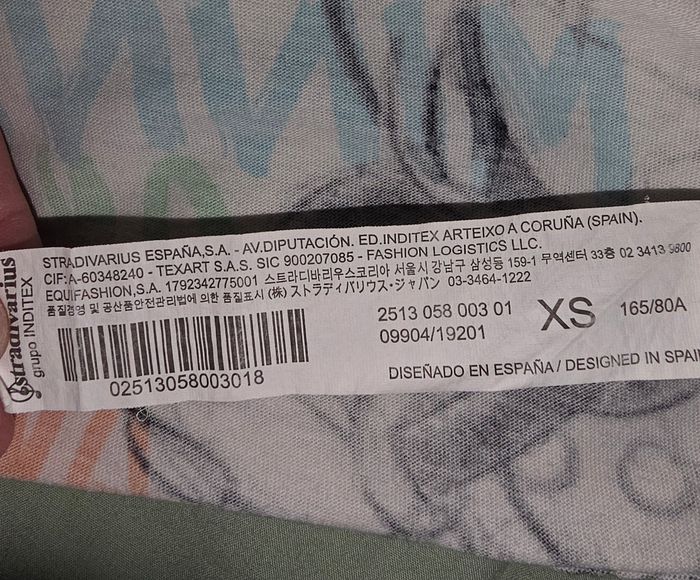 stradivarius
grupo INDITEX
STRADIVARIUS ESPAÑA,S.A. - AV.DIPUTACIÓN. ED.INDITEX ARTEIXO A CORUÑA (SPAIN).
CIF:A-60348240 - TEXART S.A.S. SIC 900207085 - FASHION LOGISTICS LLC.
EQUIFASHION,S.A. 1792342775001 스트라디바리우스코리아 서울시 강남구 삼성동 159-1 무역센터 33층 02 3413 9800
품질경영 및 공산품안전관리법에 의한 품질표시 (株) ストラディバリウス・ジャパン 03-3464-1222
02513058003018
2513 058 003 01
09904/19201
XS
165/80A
DISEÑADO EN ESPAÑA / DESIGNED IN SPAI